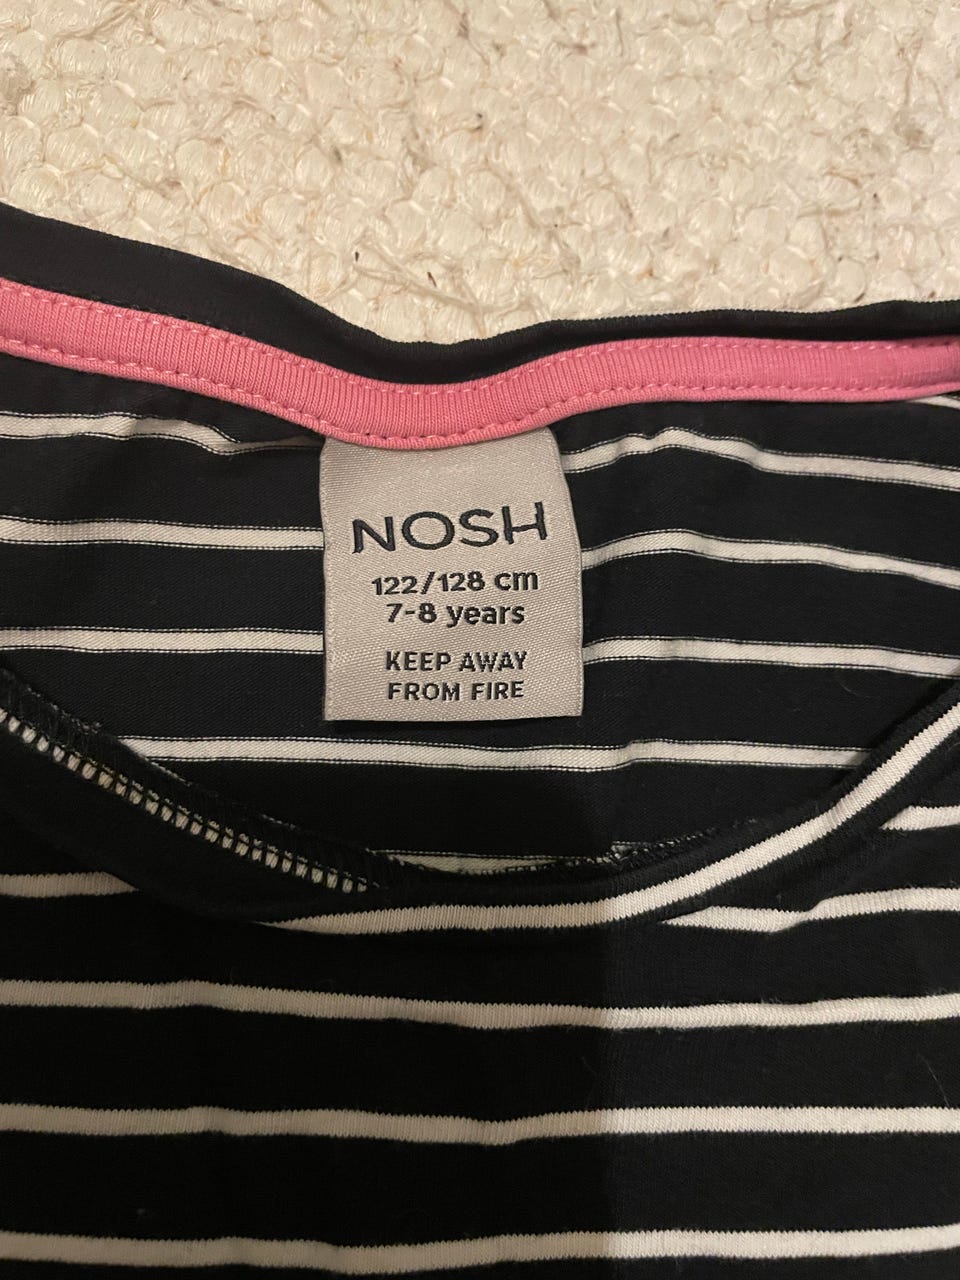 NOSH
122/128 cm
7-8 years
KEEP AWAY
FROM FIRE